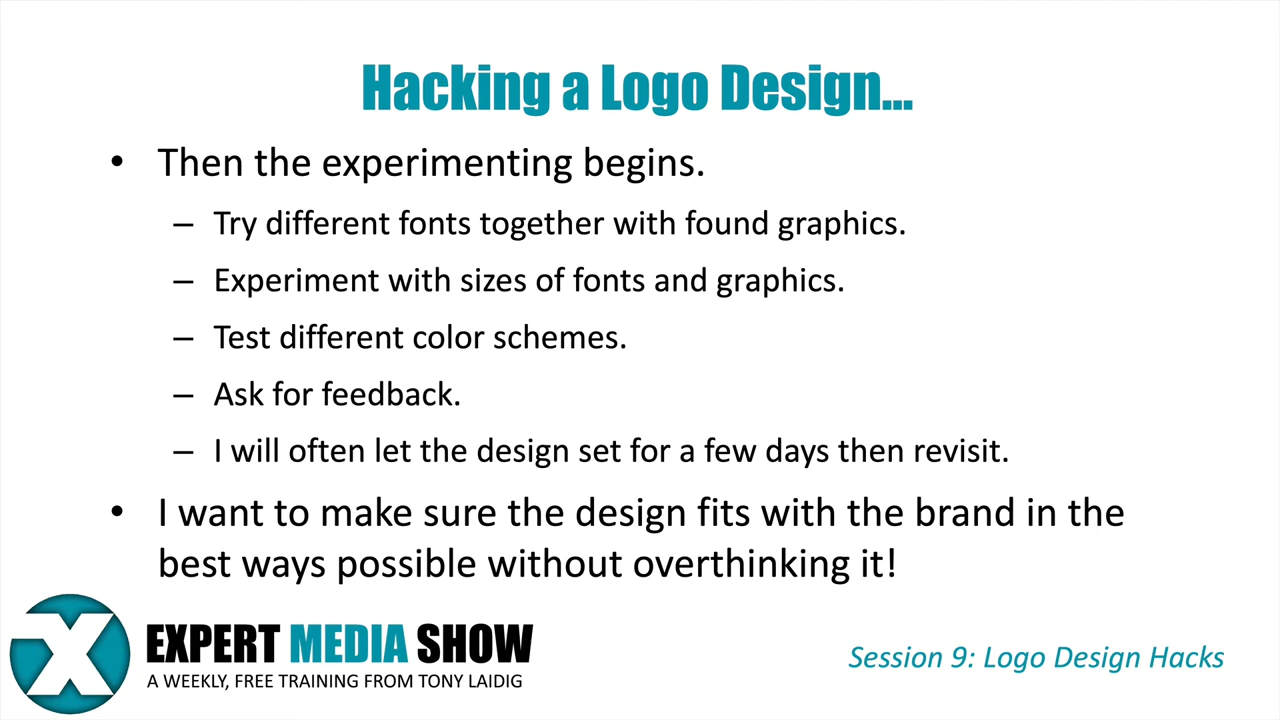 Hacking a Logo Design...
• Then the experimenting begins.
– Try different fonts together with found graphics.
– Experiment with sizes of fonts and graphics.
– Test different color schemes.
– Ask for feedback.
– I will often let the design set for a few days then revisit.
• I want to make sure the design fits with the brand in the
best ways possible without overthinking it!
X
EXPERT MEDIA SHOW
A WEEKLY, FREE TRAINING FROM TONY LAIDIG
Session 9: Logo Design Hacks